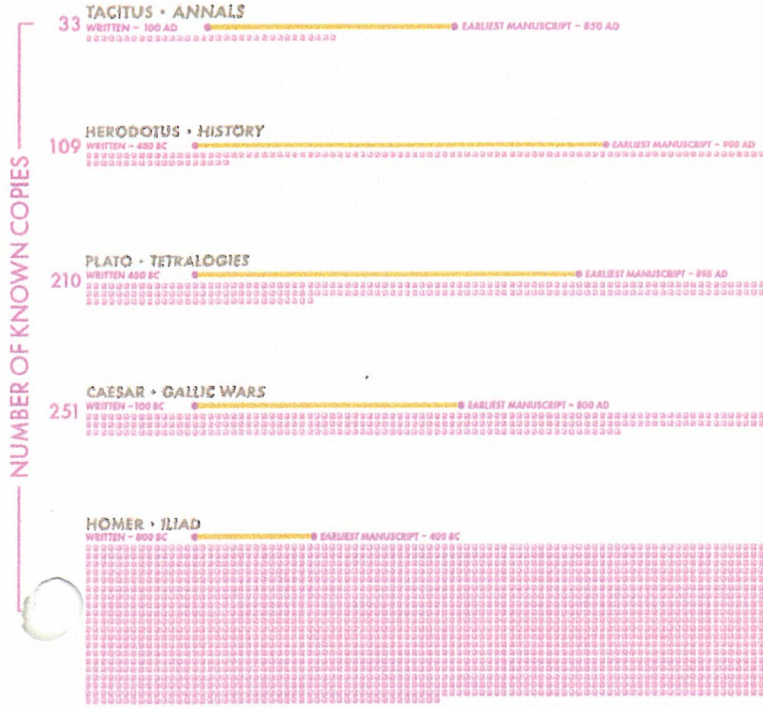 NUMBER OF KNOWN COPIES
TACITUS • ANNALS
33 WRITTEN – 100 AD EARLIEST MANUSCRIPT – 850 AD
HERODOTUS • HISTORY
109 WRITTEN – 480 BC EARLIEST MANUSCRIPT – 900 AD
PLATO • TETRALOGIES
210 WRITTEN 400 BC EARLIEST MANUSCRIPT – 895 AD
CAESAR • GALLIC WARS
251 WRITTEN –100 BC EARLIEST MANUSCRIPT – 800 AD
HOMER • ILIAD
WRITTEN – 800 BC EARLIEST MANUSCRIPT – 400 BC